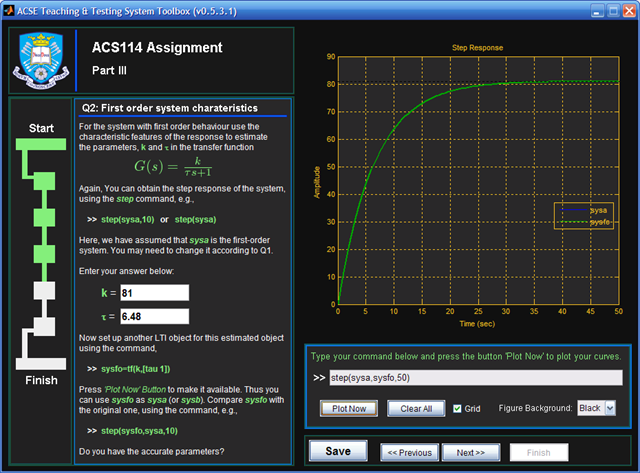 ACSE Teaching & Testing System Toolbox (v0.5.3.1)
ACS114 Assignment
Part III
Start
Finish
Q2: First order system charateristics
For the system with first order behaviour use the
characteristic features of the response to estimate
the parameters, k and τ in the transfer function
G(s) = k / τs+1
Again, You can obtain the step response of the system,
using the step command, e.g.,
>> step(sysa,10) or step(sysa)
Here, we have assumed that sysa is the first-order
system. You may need to change it according to Q1.
Enter your answer below:
k = 81
τ = 6.48
Now set up another LTI object for this estimated object
using the command,
>> sysfo=tf(k,[tau 1])
Press 'Plot Now' Button to make it available. Thus you
can use sysfo as sysa (or sysb). Compare sysfo with
the original one, using the command, e.g.,
>> step(sysfo,sysa,10)
Do you have the accurate parameters?
Step Response
Amplitude
90
80
70
60
50
40
30
20
10
0
0 5 10 15 20 25 30 35 40 45 50
Time (sec)
sysa
sysfo
Type your command below and press the button 'Plot Now' to plot your curves.
>> step(sysa,sysfo,50)
Plot Now Clear All Grid Figure Background: Black
Save << Previous Next >> Finish